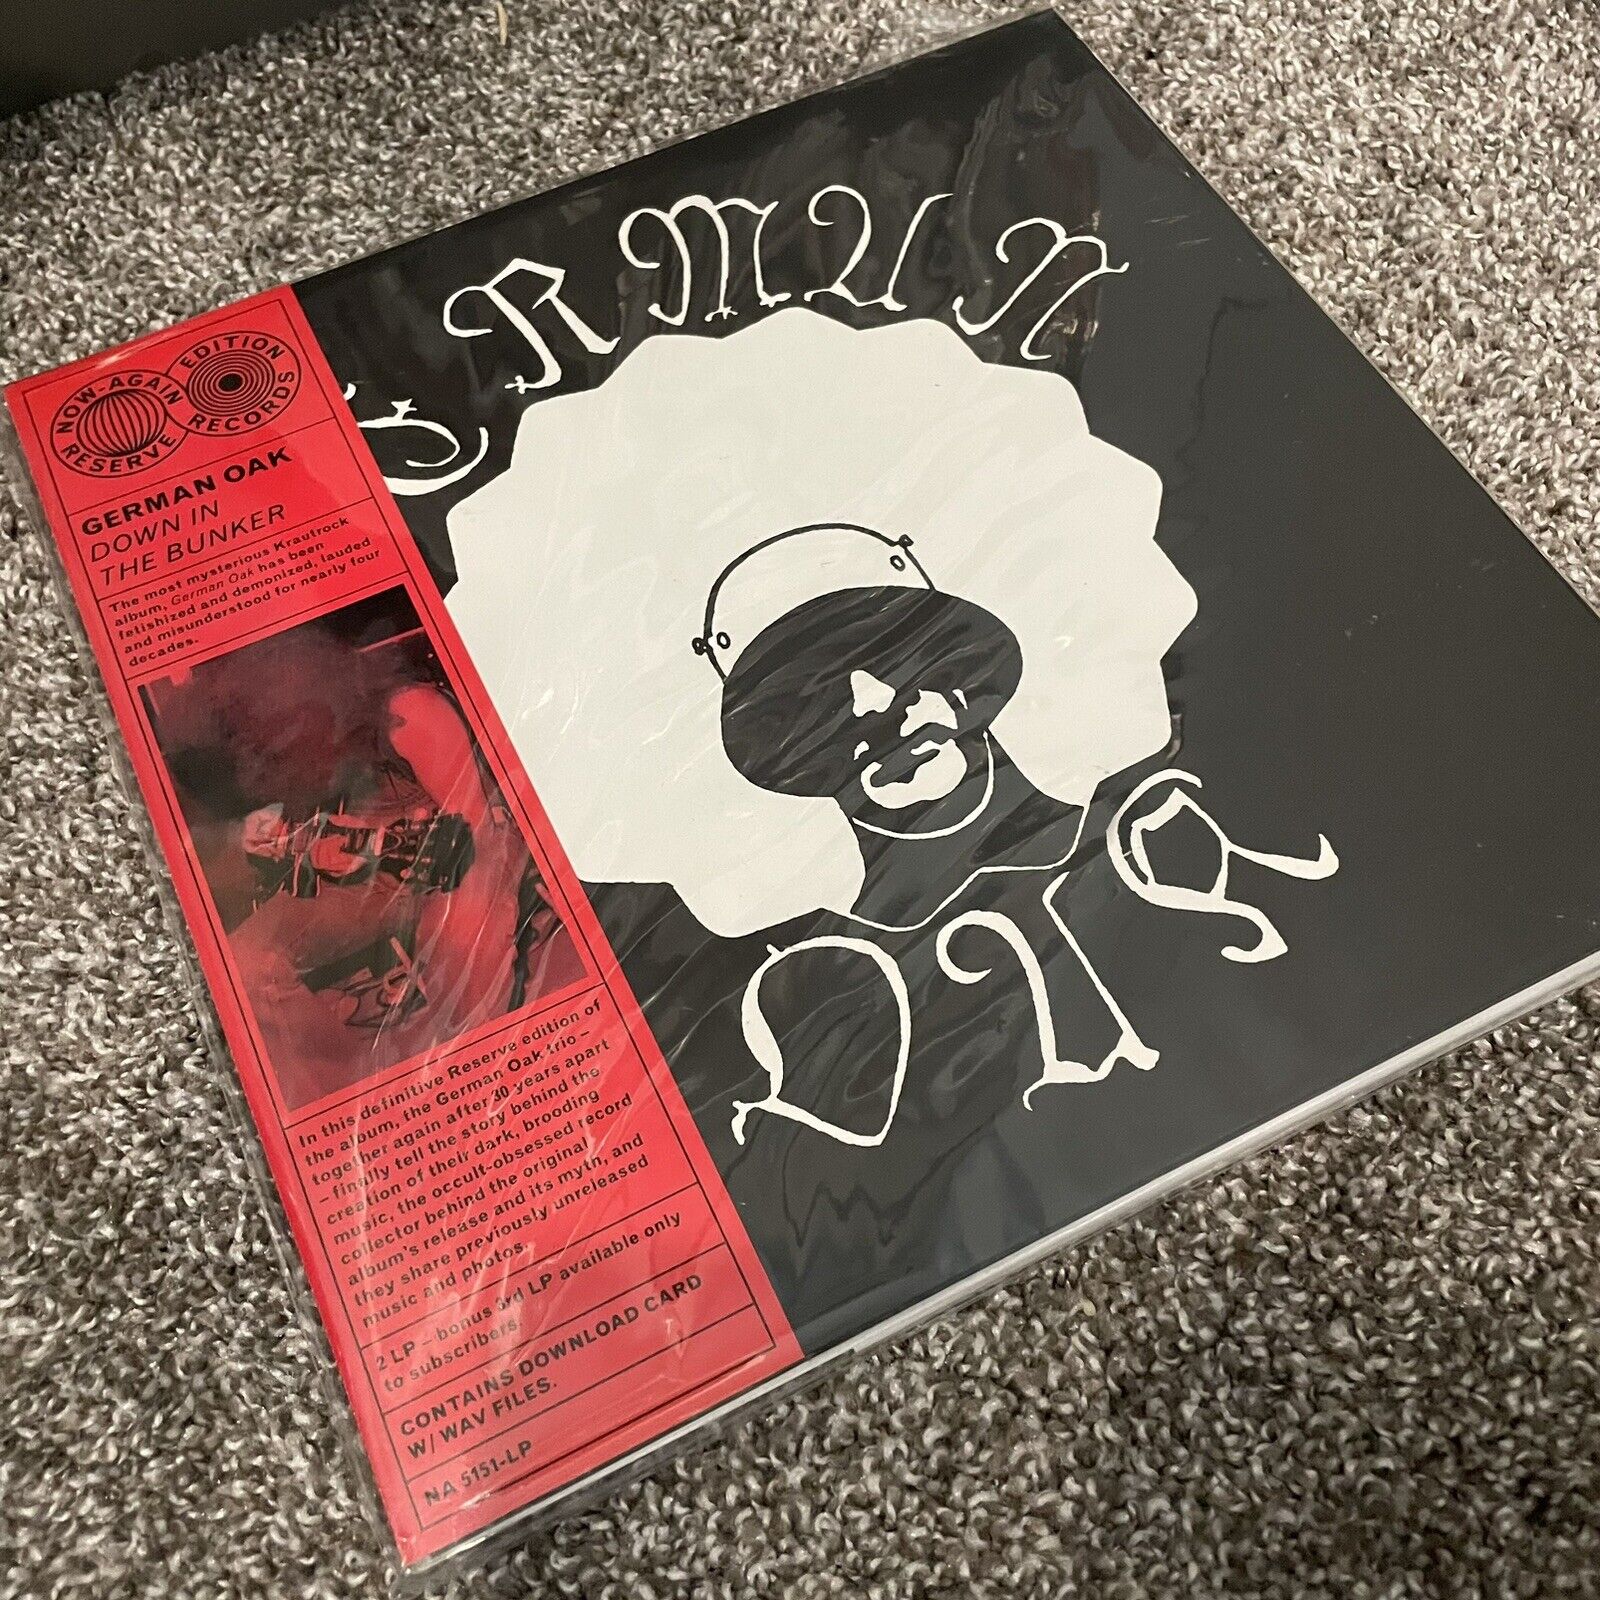 NOW-AGAIN RESERVE
EDITION RECORDS
GERMAN OAK
DOWN IN
THE BUNKER
The most mysterious Krautrock
album, German Oak has been
fetishized and demonized, lauded
and misunderstood for nearly four
decades.
In this definitive Reserve edition of
the album, the German Oak trio –
together again after 30 years apart
– finally tell the story behind the
creation of their dark, brooding
music, the occult-obsessed record
collector behind the original
album's release and its myth, and
they share previously unreleased
music and photos.
2 LP – bonus 3rd LP available only
to subscribers.
CONTAINS DOWNLOAD CARD
W/ WAV FILES.
NA 5151-LP